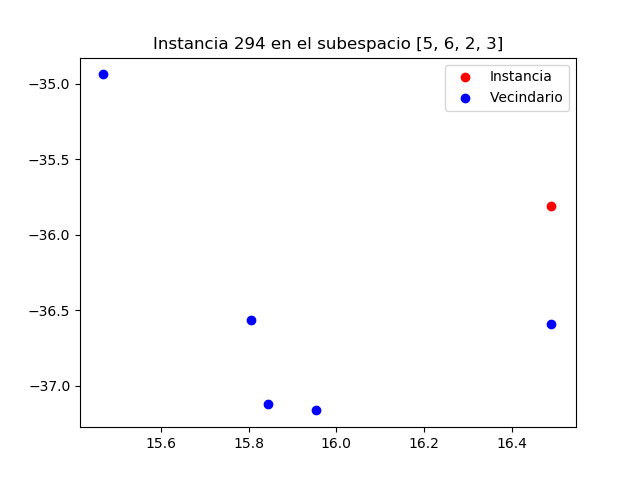 Instancia 294 en el subespacio [5, 6, 2, 3]
Instancia
Vecindario
−35.0
−35.5
−36.0
−36.5
−37.0
15.6 15.8 16.0 16.2 16.4